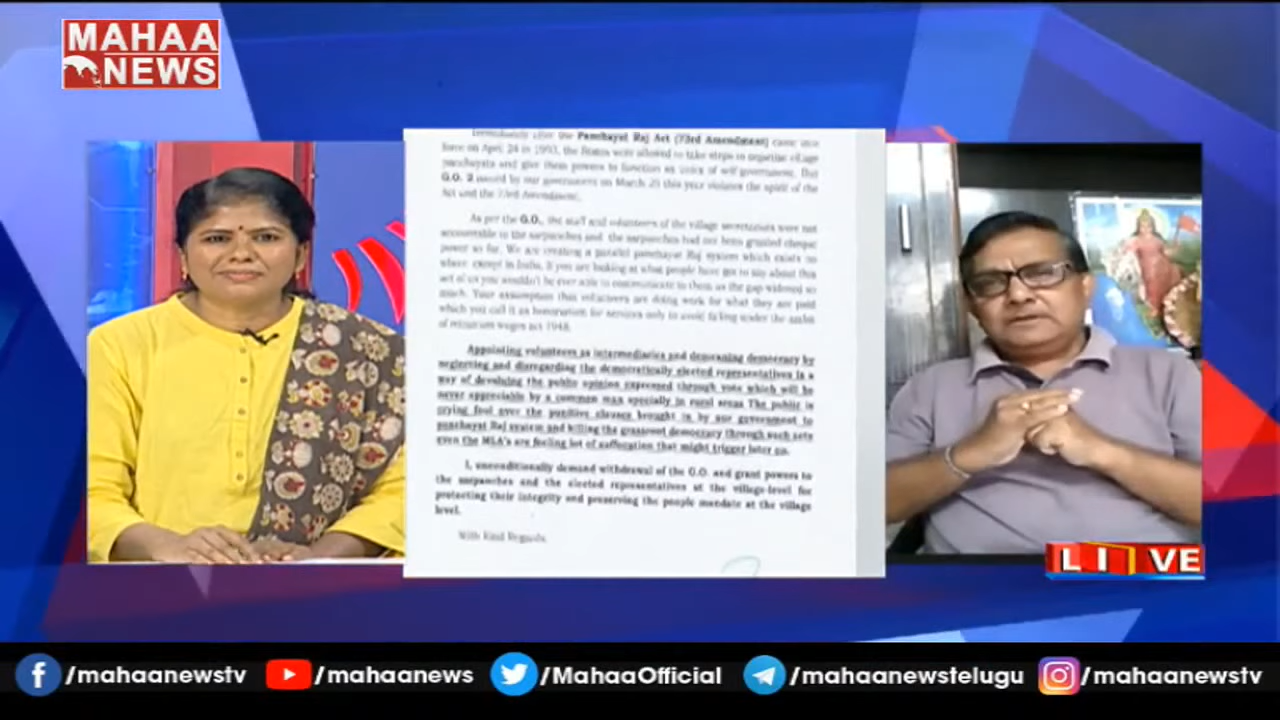 MAHAA
NEWS
Immediately after the Panchayat Raj Act (73rd Amendment) came into
force on April 24 in 1993, the States were allowed to take steps to organise village
panchayats and give them powers to function as units of self government. But
G.O. 2 issued by our government on March 25 this year violates the spirit of the
Act and the 73rd Amendment.
As per the G.O., the staff and volunteers of the village secretariats were not
accountable to the sarpanches and the sarpanches had not been granted cheque
power so far. We are creating a parallel panchayat Raj system which exists no
where except in India. If you are looking at what people have got to say about this
act of us you wouldn't be ever able to communicate to them as the gap widened so
much. Your assumption that volunteers are doing work for what they are paid
which you call it as honorarium for services only to avoid falling under the ambit
of minimum wages act 1948.
Appointing volunteers as intermediaries and demeaning democracy by
neglecting and disregarding the democratically elected representatives is a
way of devaluing the public opinion expressed through vote which will be
never appreciable by a common man specially in rural areas. The public is
crying foul over the punitive clauses brought in by our government to
panchayat Raj system and killing the grassroot democracy through such acts
even the MLA's are feeling lot of suffocation that might trigger later on.
I, unconditionally demand withdrawal of the G.O. and grant powers to
the sarpanches and the elected representatives at the village-level for
protecting their integrity and preserving the people mandate at the village
level.
With Kind Regards,
LIVE
/mahaanewstv
/mahaanews
/MahaaOfficial
/mahaanewstelugu
/mahaanewstv